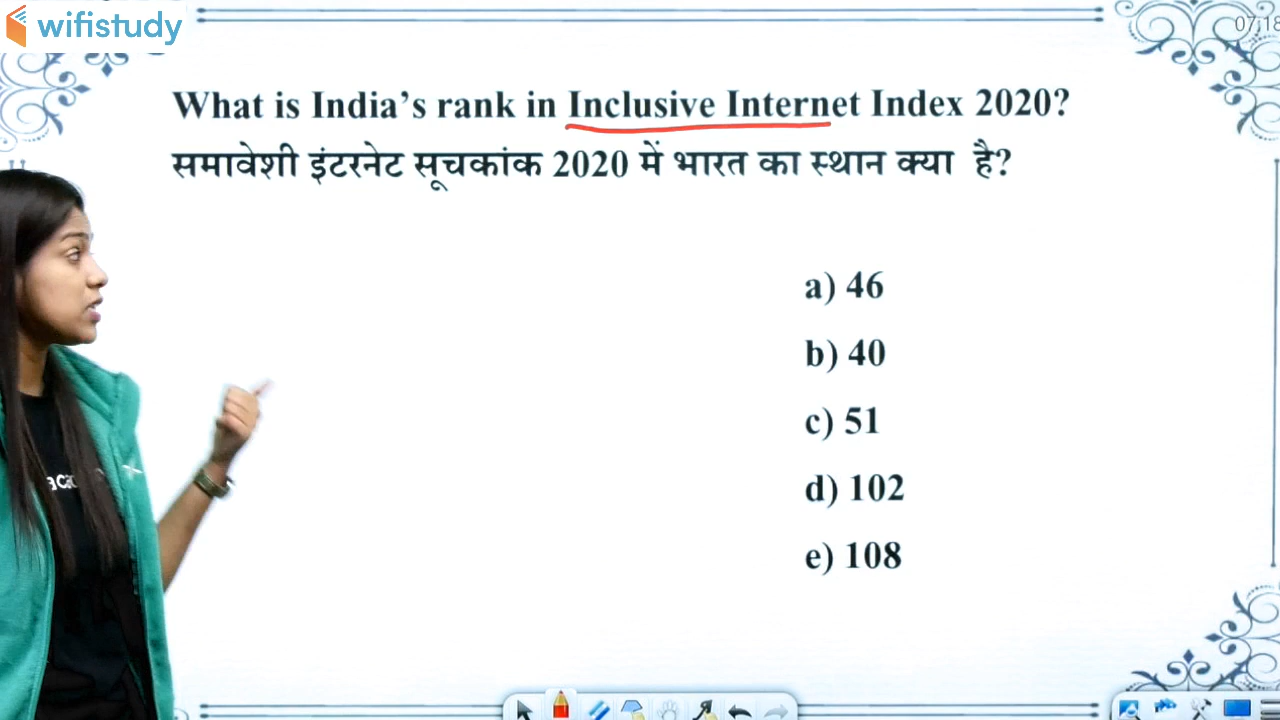 wifistudy
07:18
What is India's rank in Inclusive Internet Index 2020?
समावेशी इंटरनेट सूचकांक 2020 में भारत का स्थान क्या है?
a) 46
b) 40
c) 51
d) 102
e) 108